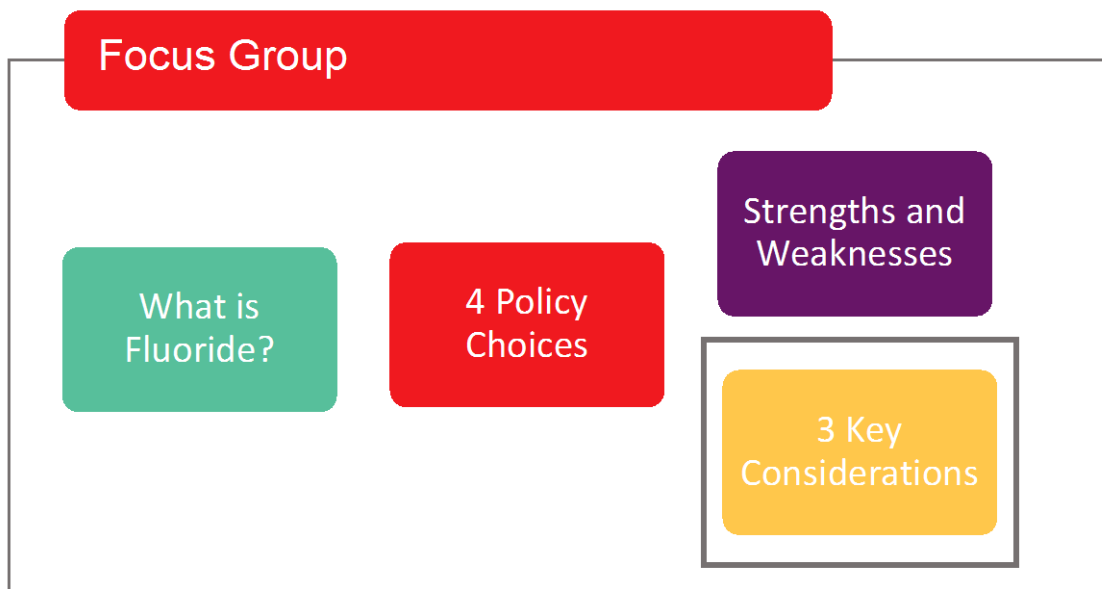 Focus Group
What is
Fluoride?
4 Policy
Choices
Strengths and
Weaknesses
3 Key
Considerations